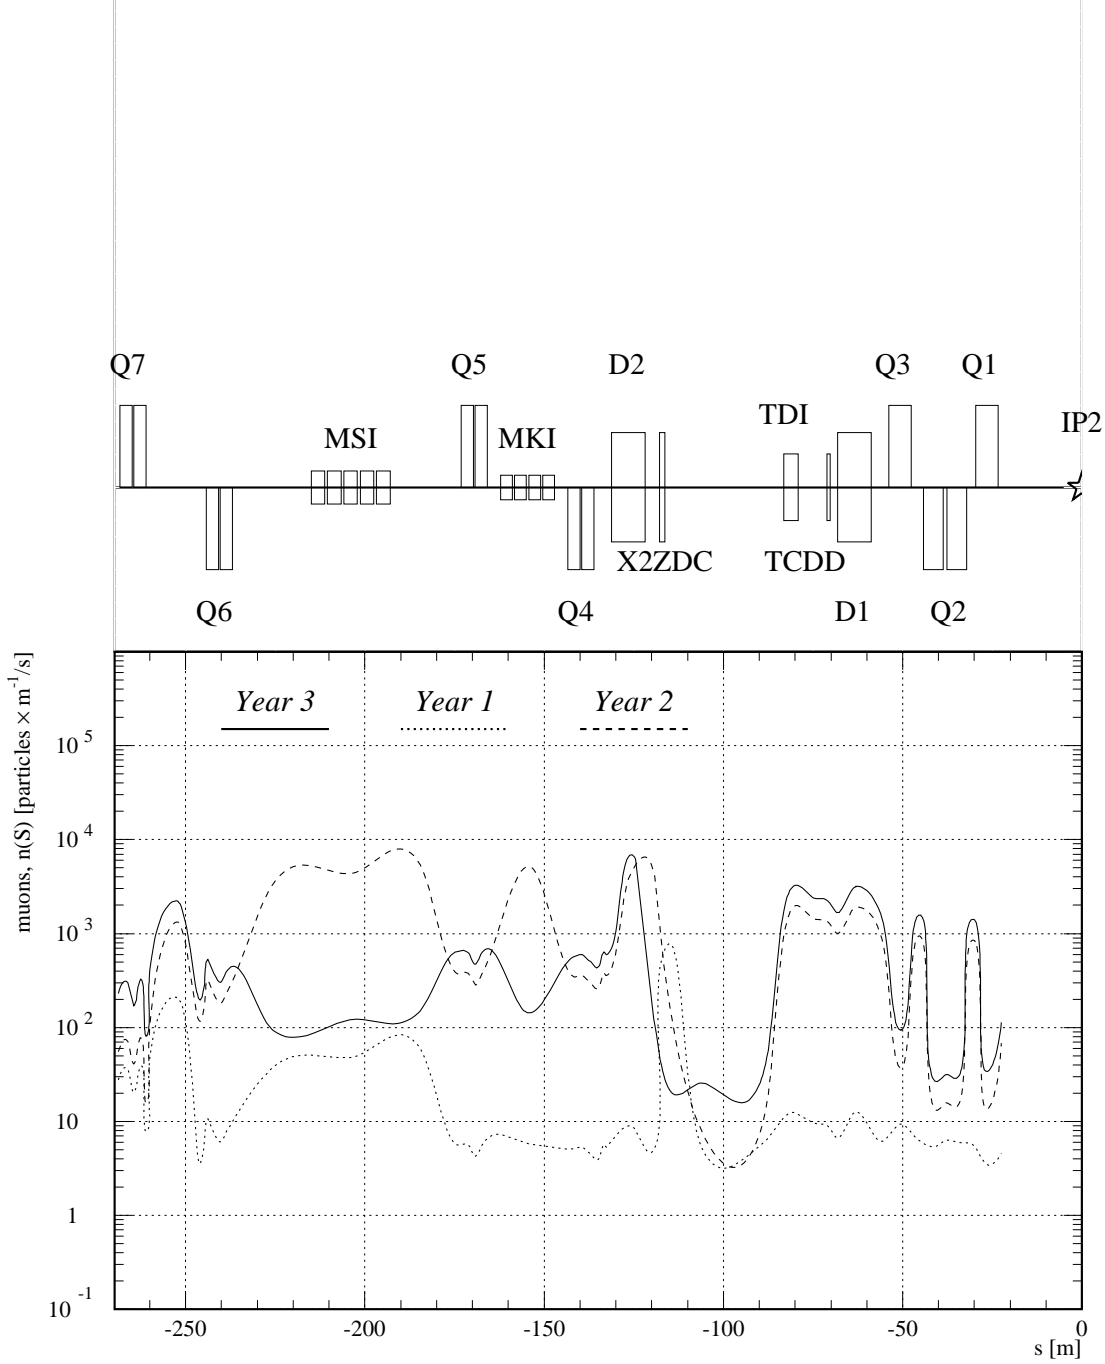 Q7 Q5 D2 Q3 Q1
TDI
IP2
MSI MKI
X2ZDC TCDD
Q6 Q4 D1 Q2
muons, n(S) [particles × m⁻¹/s]
Year 3 Year 1 Year 2
10⁵
10⁴
10³
10²
10
1
10⁻¹
-250 -200 -150 -100 -50 0
s [m]